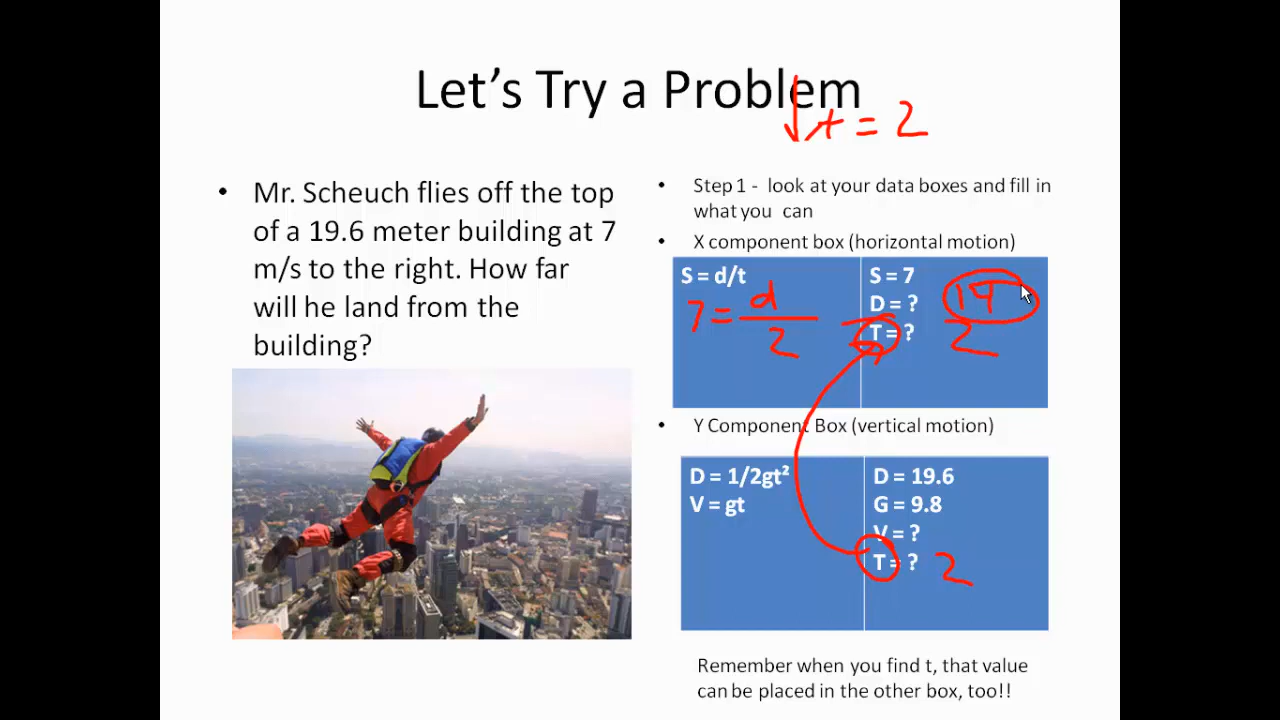 Let's Try a Problem
t = 2
• Mr. Scheuch flies off the top
of a 19.6 meter building at 7
m/s to the right. How far
will he land from the
building?
• Step 1 - look at your data boxes and fill in
what you can
• X component box (horizontal motion)
S = d/t
7 = d
2
S = 7
D = ?
T = ?
14
2
• Y Component Box (vertical motion)
D = 1/2gt²
V = gt
D = 19.6
G = 9.8
V = ?
T = ? 2
Remember when you find t, that value
can be placed in the other box, too!!